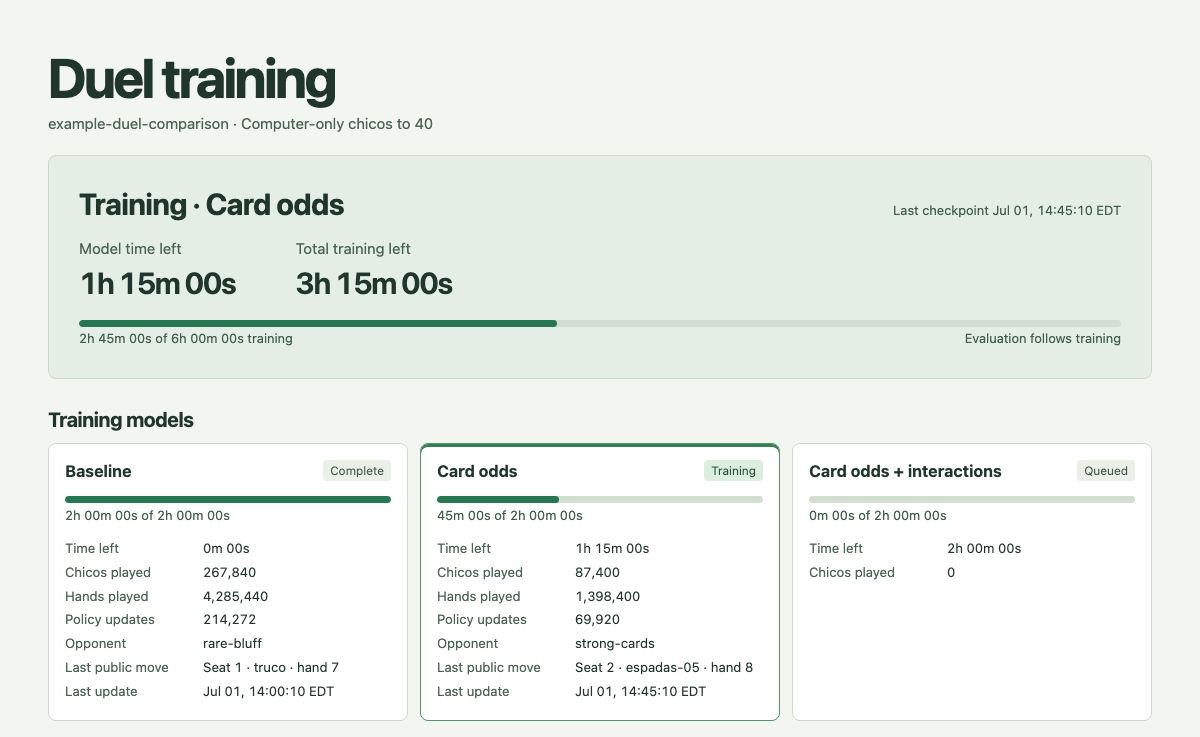 Duel training
example-duel-comparison · Computer-only chicos to 40
Training · Card odds
Last checkpoint Jul 01, 14:45:10 EDT
Model time left
Total training left
1h 15m 00s
3h 15m 00s
2h 45m 00s of 6h 00m 00s training
Evaluation follows training
Training models
Baseline
Complete
2h 00m 00s of 2h 00m 00s
Time left 0m 00s
Chicos played 267,840
Hands played 4,285,440
Policy updates 214,272
Opponent rare-bluff
Last public move Seat 1 · truco · hand 7
Last update Jul 01, 14:00:10 EDT
Card odds
Training
45m 00s of 2h 00m 00s
Time left 1h 15m 00s
Chicos played 87,400
Hands played 1,398,400
Policy updates 69,920
Opponent strong-cards
Last public move Seat 2 · espadas-05 · hand 8
Last update Jul 01, 14:45:10 EDT
Card odds + interactions
Queued
0m 00s of 2h 00m 00s
Time left 2h 00m 00s
Chicos played 0